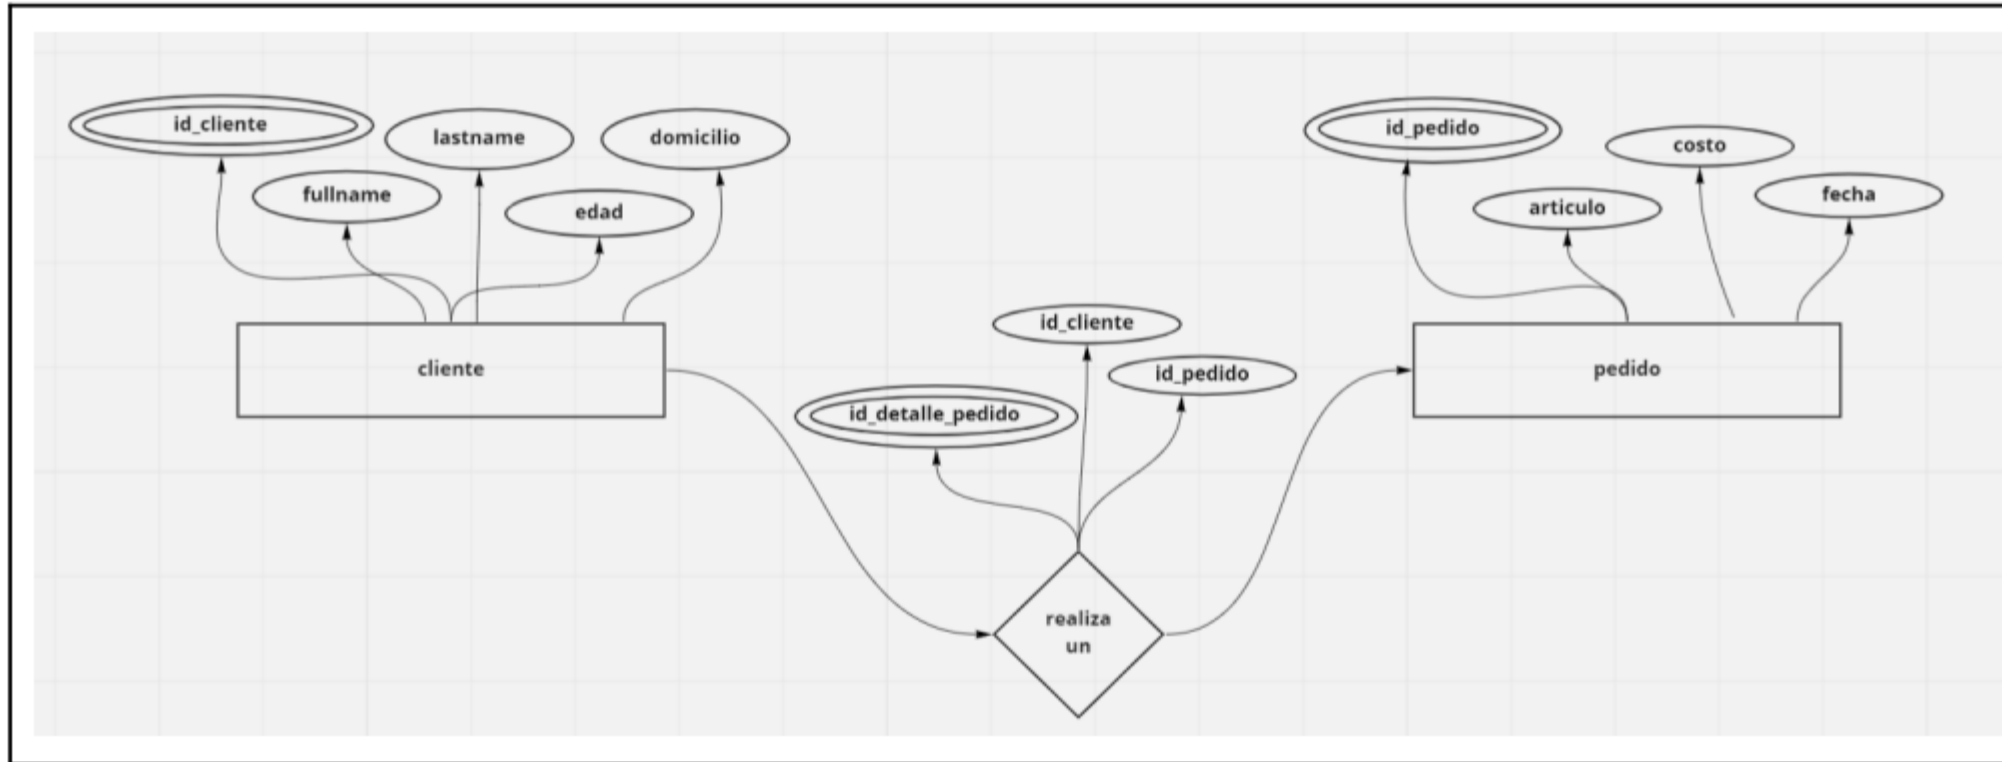 id_cliente
lastname
domicilio
fullname
edad
cliente
id_cliente
id_pedido
id_detalle_pedido
realiza
un
id_pedido
costo
articulo
fecha
pedido